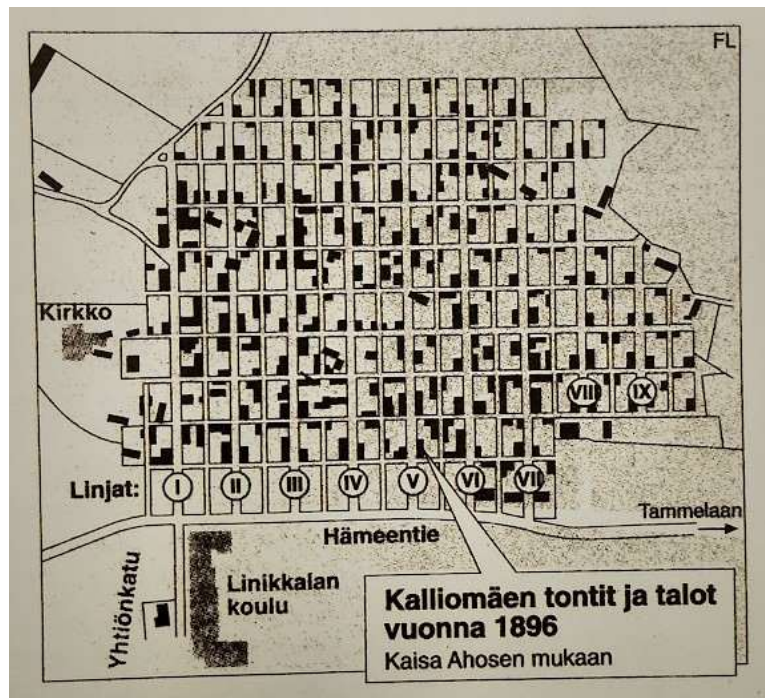 FL
Kirkko
VIII
IX
Linjat:
I
II
III
IV
V
VI
VII
Tammelaan
Hämeentie
Yhtiönkatu
Linikkalan
koulu
Kalliomäen tontit ja talot
vuonna 1896
Kaisa Ahosen mukaan